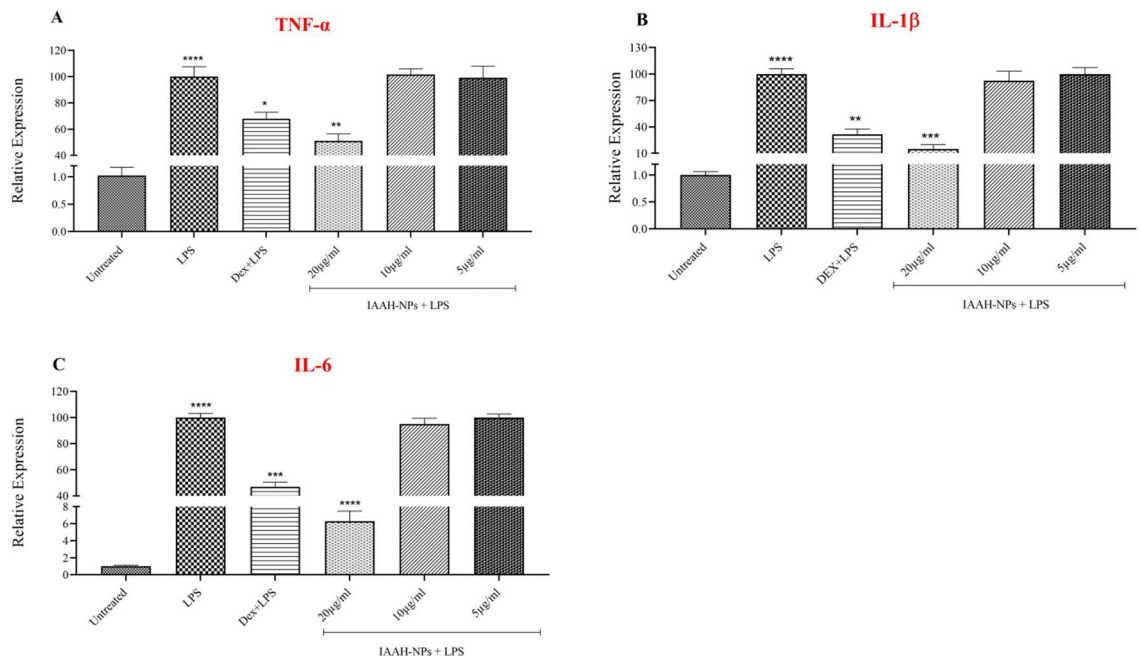 A
TNF-α
Relative Expression
120
100
80
60
40
1.0
0.5
0.0
****
*
**
Untreated
LPS
Dex+LPS
20µg/ml
10µg/ml
5µg/ml
IAAH-NPs + LPS
B
IL-1β
Relative Expression
130
100
70
40
10
1.0
0.5
0.0
****
**
***
Untreated
LPS
DEX+LPS
20µg/ml
10µg/ml
5µg/ml
IAAH-NPs + LPS
C
IL-6
Relative Expression
120
100
80
60
40
8
6
4
2
0
****
***
****
Untreated
LPS
Dex+LPS
20µg/ml
10µg/ml
5µg/ml
IAAH-NPs + LPS